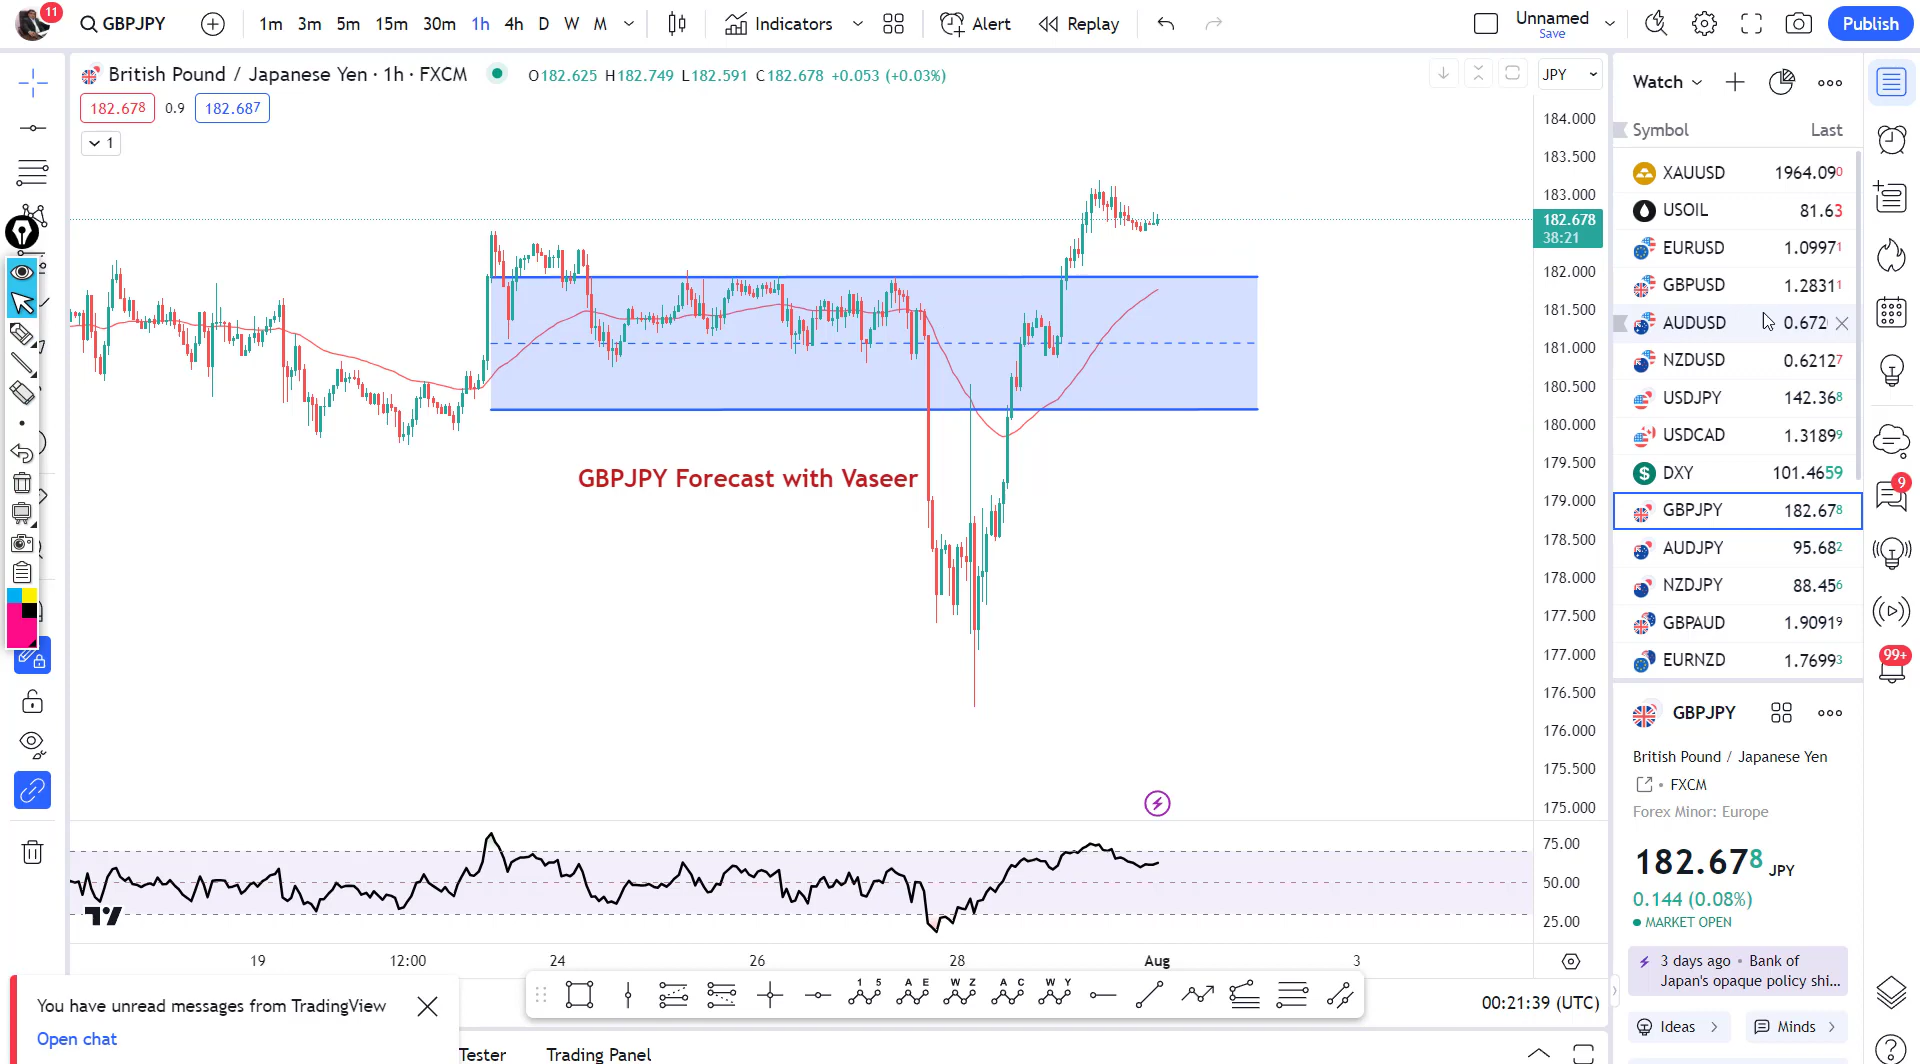 11
GBPJPY
1m 3m 5m 15m 30m 1h 4h D W M
Indicators
Alert
Replay
Unnamed
Save
Publish
British Pound / Japanese Yen · 1h · FXCM
O182.625 H182.749 L182.591 C182.678 +0.053 (+0.03%)
182.678 0.9 182.687
1
JPY
184.000
183.500
183.000
182.678
38:21
182.000
181.500
181.000
180.500
180.000
179.500
179.000
178.500
178.000
177.500
177.000
176.500
176.000
175.500
175.000
75.00
50.00
25.00
GBPJPY Forecast with Vaseer
19 12:00 24 26 28 Aug 3
1 5
A E
W Z
A C
W Y
00:21:39 (UTC)
You have unread messages from TradingView
Open chat
Tester
Trading Panel
Watch
Symbol Last
XAUUSD 1964.090
USOIL 81.63
EURUSD 1.09971
GBPUSD 1.28311
AUDUSD 0.672
NZDUSD 0.62127
USDJPY 142.368
USDCAD 1.31899
DXY 101.4659
GBPJPY 182.678
AUDJPY 95.682
NZDJPY 88.456
GBPAUD 1.90919
EURNZD 1.76993
GBPJPY
British Pound / Japanese Yen
• FXCM
Forex Minor: Europe
182.678 JPY
0.144 (0.08%)
MARKET OPEN
3 days ago • Bank of
Japan's opaque policy shi...
Ideas
Minds
9
99+